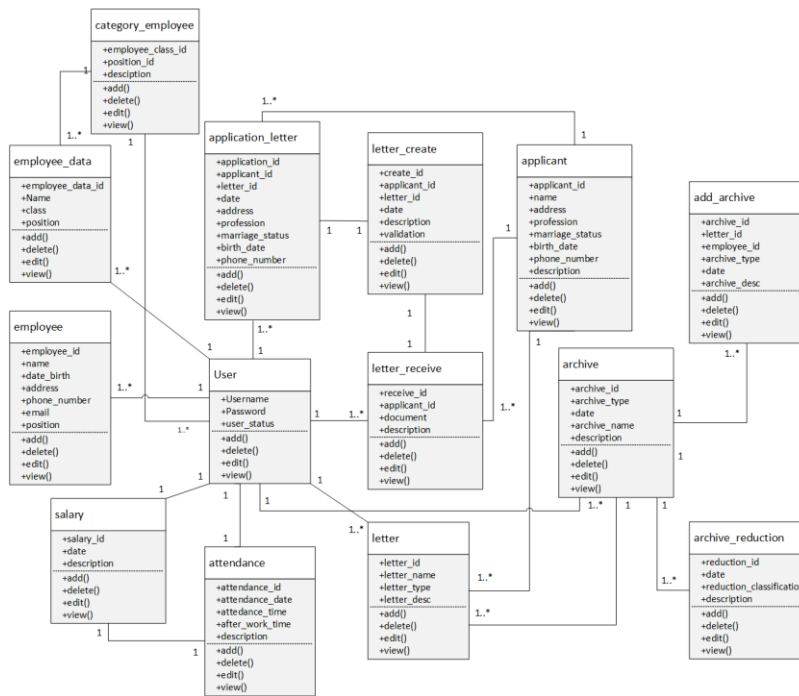 category_employee
+employee_class_id
+position_id
+desciption
+add()
+delete()
+edit()
+view()
1
1
1..*
employee_data
+employee_data_id
+Name
+class
+position
+add()
+delete()
+edit()
+view()
1..*
1..*
application_letter
+application_id
+applicant_id
+letter_id
+date
+address
+profession
+marriage_status
+birth_date
+phone_number
+add()
+delete()
+edit()
+view()
1
1
1..*
letter_create
+create_id
+applicant_id
+letter_id
+date
+description
+validation
+add()
+delete()
+edit()
+view()
1
1
1
applicant
+applicant_id
+name
+address
+profession
+marriage_status
+birth_date
+phone_number
+description
+add()
+delete()
+edit()
+view()
1
1
add_archive
+archive_id
+letter_id
+employee_id
+archive_type
+date
+archive_desc
+add()
+delete()
+edit()
+view()
1..*
employee
+employee_id
+name
+date_birth
+address
+phone_number
+email
+position
+add()
+delete()
+edit()
+view()
1..*
1
1
1
1..*
User
+Username
+Password
+user_status
+add()
+delete()
+edit()
+view()
1
1
1
1
1
letter_receive
+receive_id
+applicant_id
+document
+description
+add()
+delete()
+edit()
+view()
1..*
1..*
archive
+archive_id
+archive_type
+date
+archive_name
+description
+add()
+delete()
+edit()
+view()
1
1
1..*
1
1
salary
+salary_id
+date
+description
+add()
+delete()
+edit()
+view()
1
1
1
attendance
+attendance_id
+attendance_date
+attedance_time
+after_work_time
+description
+add()
+delete()
+edit()
+view()
1
1
letter
+letter_id
+letter_name
+letter_type
+letter_desc
+add()
+delete()
+edit()
+view()
1..*
1..*
1..*
archive_reduction
+reduction_id
+date
+reduction_classification
+description
+add()
+delete()
+edit()
+view()
1..*